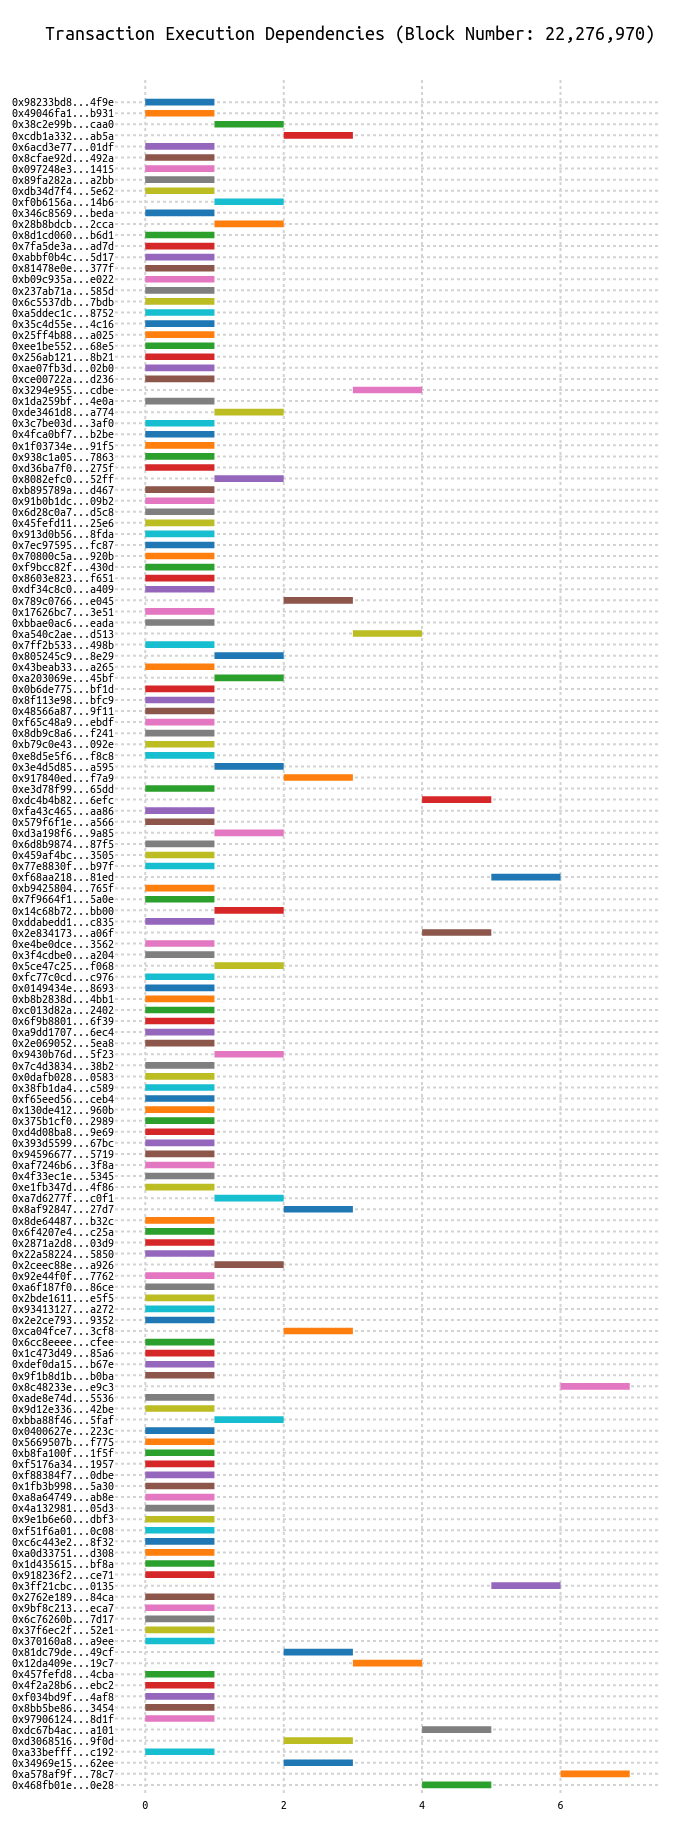 Transaction Execution Dependencies (Block Number: 22,276,970)
0x98233bd8...4f9e
0x49046fa1...b931
0x38c2e99b...caa0
0xcdb1a332...ab5a
0x6acd3e77...01df
0x8cfae92d...492a
0x097248e3...1415
0x89fa282a...a2bb
0xdb34d7f4...5e62
0xf0b6156a...14b6
0x346c8569...beda
0x28b8bdcb...2cca
0x8d1cd060...b6d1
0x7fa5de3a...ad7d
0xabbf0b4c...5d17
0x81478e0e...377f
0xb09c935a...e022
0x237ab71a...585d
0x6c5537db...7bdb
0xa5ddec1c...8752
0x35c4d55e...4c16
0x25ff4b88...a025
0xee1be552...68e5
0x256ab121...8b21
0xae07fb3d...02b0
0xce00722a...d236
0x3294e955...cdbe
0x1da259bf...4e0a
0xde3461d8...a774
0x3c7be03d...3af0
0x4fca0bf7...b2be
0x1f03734e...91f5
0x938c1a05...7863
0xd36ba7f0...275f
0x8082efc0...52ff
0xb895789a...d467
0x91b0b1dc...09b2
0x6d28c0a7...d5c8
0x45fefd11...25e6
0x913d0b56...8fda
0x7ec97595...fc87
0x70800c5a...920b
0xf9bcc82f...430d
0x8603e823...f651
0xdf34c8c0...a409
0x789c0766...e045
0x17626bc7...3e51
0xbbae0ac6...eada
0xa540c2ae...d513
0x7ff2b533...498b
0x805245c9...8e29
0x43beab33...a265
0xa203069e...45bf
0x0b6de775...bf1d
0x8f113e98...bfc9
0x48566a87...9f11
0xf65c48a9...ebdf
0x8db9c8a6...f241
0xb79c0e43...092e
0xe8d5e5f6...f8c8
0x3e4d5d85...a595
0x917840ed...f7a9
0xe3d78f99...65dd
0xdc4b4b82...6efc
0xfa43c465...aa86
0x579f6f1e...a566
0xd3a198f6...9a85
0x6d8b9874...87f5
0x459af4bc...3505
0x77e8830f...b97f
0xf68aa218...81ed
0xb9425804...765f
0x7f9664f1...5a0e
0x14c68b72...bb00
0xddabedd1...c835
0x2e834173...a06f
0xe4be0dce...3562
0x3f4cdbe0...a204
0x5ce47c25...f068
0xfc77c0cd...c976
0x0149434e...8693
0xb8b2838d...4bb1
0xc013d82a...2402
0x6f9b8801...6f39
0xa9dd1707...6ec4
0x2e069052...5ea8
0x9430b76d...5f23
0x7c4d3834...38b2
0x0dafb028...0583
0x38fb1da4...c589
0xf65eed56...ceb4
0x130de412...960b
0x375b1cf0...2989
0xd4d08ba8...9e69
0x393d5599...67bc
0x94596677...5719
0xaf7246b6...3f8a
0x4f33ec1e...5345
0xe1fb347d...4f86
0xa7d6277f...c0f1
0x8af92847...27d7
0x8de64487...b32c
0x6f4207e4...c25a
0x2871a2d8...03d9
0x22a58224...5850
0x2ceec88e...a926
0x92e44f0f...7762
0xa6f187f0...86ce
0x2bde1611...e5f5
0x93413127...a272
0x2e2ce793...9352
0xca04fce7...3cf8
0x6cc8eeee...cfee
0x1c473d49...85a6
0xdef0da15...b67e
0x9f1b8d1b...b0ba
0x8c48233e...e9c3
0xade8e74d...5536
0x9d12e336...42be
0xbba88f46...5faf
0x0400627e...223c
0x5669507b...f775
0xb8fa100f...1f5f
0xf5176a34...1957
0xf88384f7...0dbe
0x1fb3b998...5a30
0xa8a64749...ab8e
0x4a132981...05d3
0x9e1b6e60...dbf3
0xf51f6a01...0c08
0xc6c443e2...8f32
0xa0d33751...d308
0x1d435615...bf8a
0x918236f2...ce71
0x3ff21cbc...0135
0x2762e189...84ca
0x9bf8c213...eca7
0x6c76260b...7d17
0x37f6ec2f...52e1
0x370160a8...a9ee
0x81dc79de...49cf
0x12da409e...19c7
0x457fefd8...4cba
0x4f2a28b6...ebc2
0xf034bd9f...4af8
0x8bb5be86...3454
0x97906124...8d1f
0xdc67b4ac...a101
0xd3068516...9f0d
0xa33befff...c192
0x34969e15...62ee
0xa578af9f...78c7
0x468fb01e...0e28
0 2 4 6